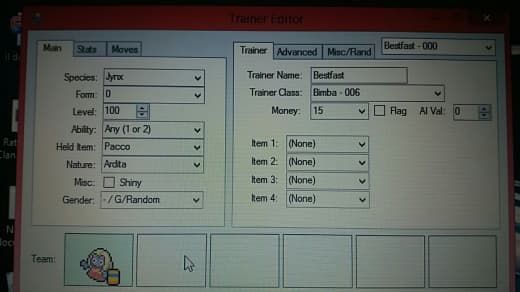 Trainer Editor
Main Stats Moves
Species: Jynx
Form: 0
Level: 100
Ability: Any (1 or 2)
Held Item: Pacco
Nature: Ardita
Misc: Shiny
Gender: - / G/Random
Trainer Advanced Misc/Rand Bestfast - 000
Trainer Name: Bestfast
Trainer Class: Bimba - 006
Money: 15 Flag AI Val: 0
Item 1: (None)
Item 2: (None)
Item 3: (None)
Item 4: (None)
Team: